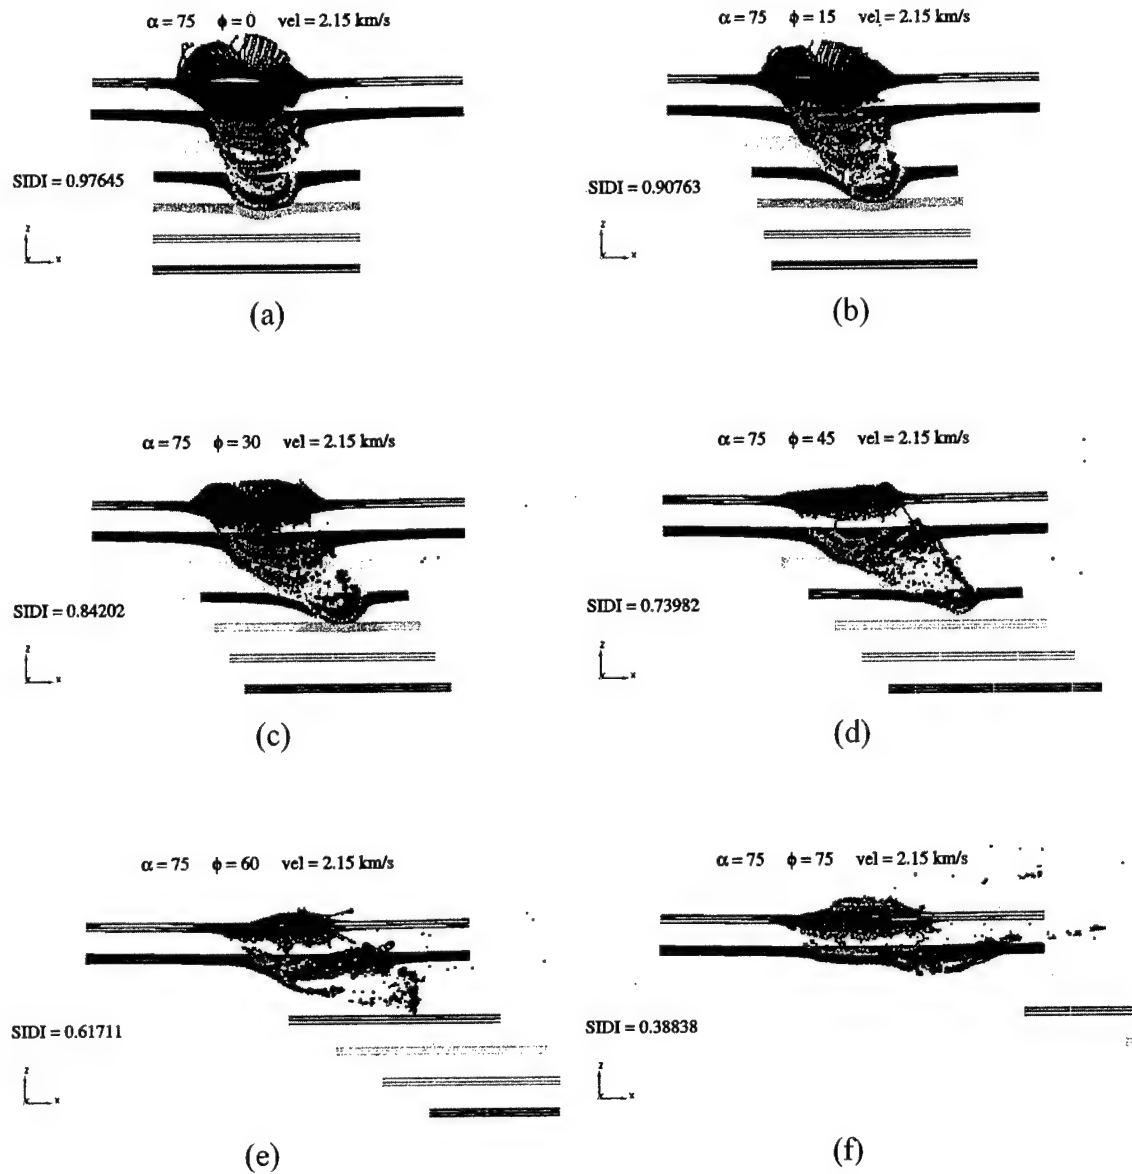 α = 75 ϕ = 0 vel = 2.15 km/s
SIDI = 0.97645
z
x
(a)
α = 75 ϕ = 15 vel = 2.15 km/s
SIDI = 0.90763
z
x
(b)
α = 75 ϕ = 30 vel = 2.15 km/s
SIDI = 0.84202
z
x
(c)
α = 75 ϕ = 45 vel = 2.15 km/s
SIDI = 0.73982
z
x
(d)
α = 75 ϕ = 60 vel = 2.15 km/s
SIDI = 0.61711
z
x
(e)
α = 75 ϕ = 75 vel = 2.15 km/s
SIDI = 0.38838
z
x
(f)